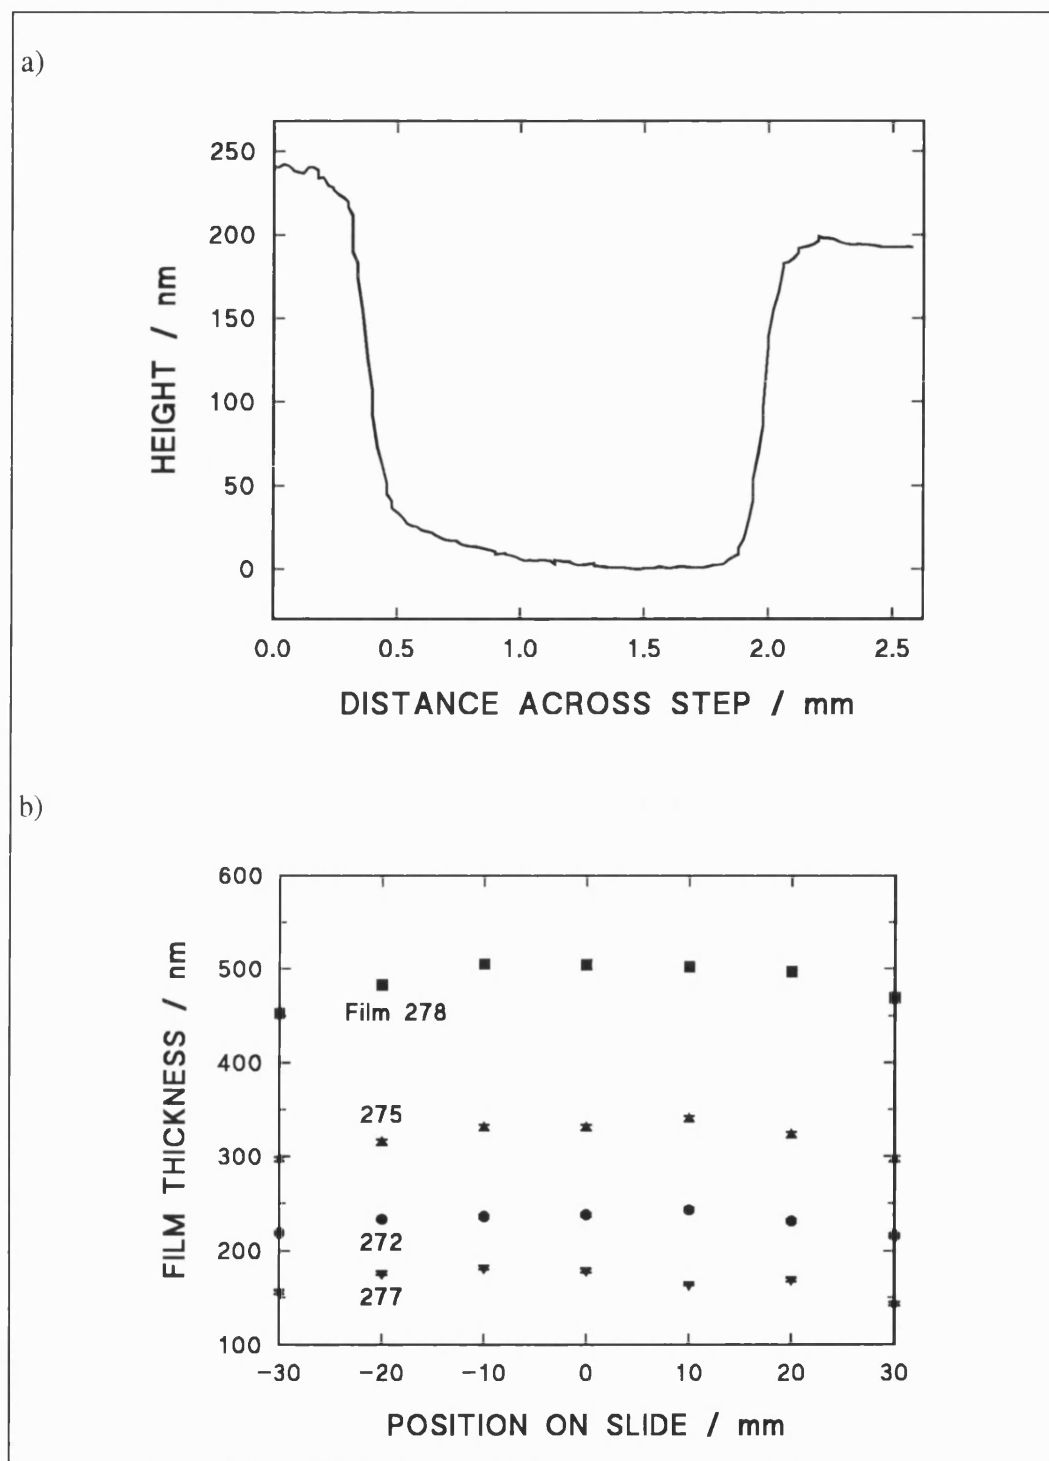 a)
250
200
150
100
50
0
HEIGHT / nm
0.0 0.5 1.0 1.5 2.0 2.5
DISTANCE ACROSS STEP / mm
b)
600
500
400
300
200
100
FILM THICKNESS / nm
Film 278
275
272
277
-30 -20 -10 0 10 20 30
POSITION ON SLIDE / mm